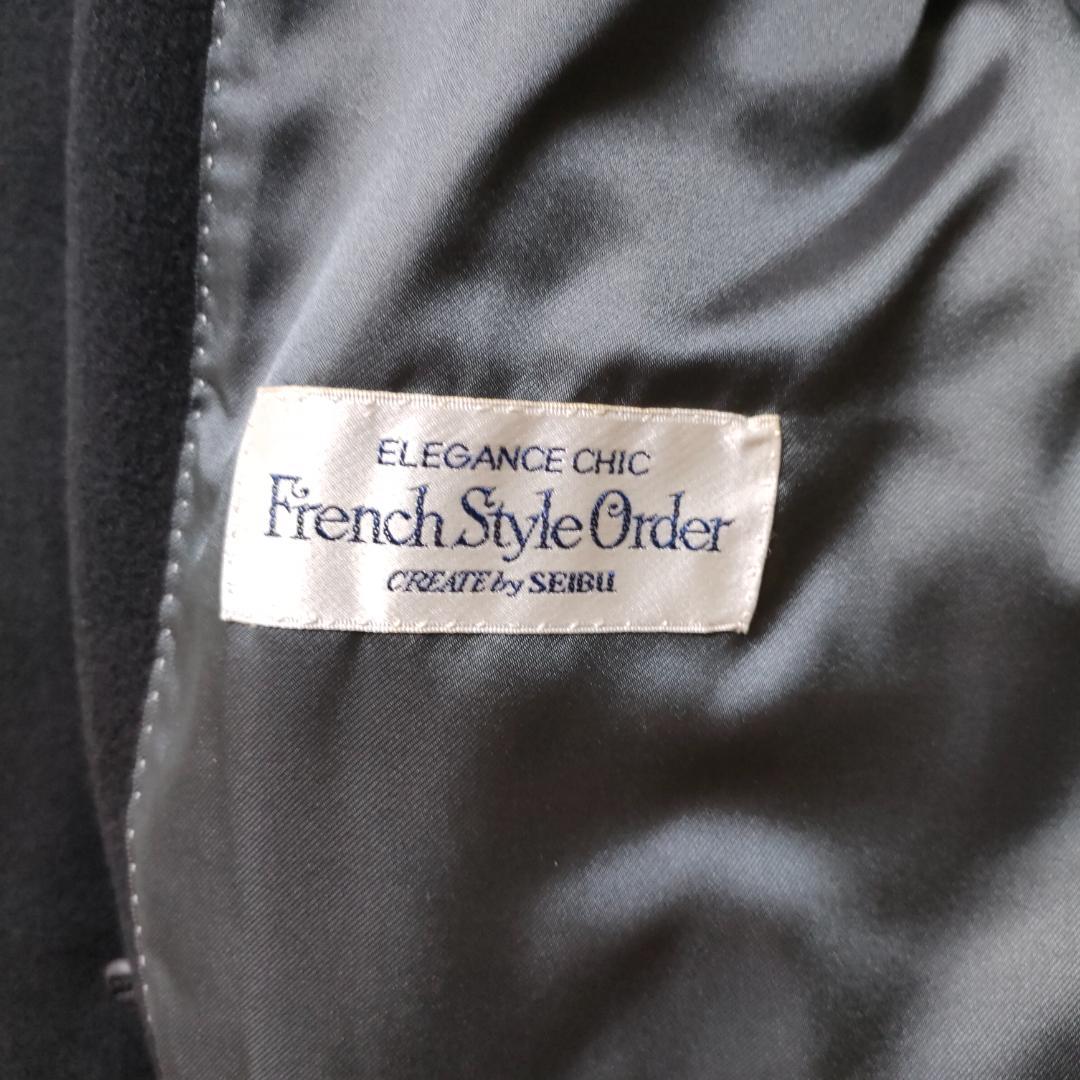 ELEGANCE CHIC
French Style Order
CREATE by SEIBU